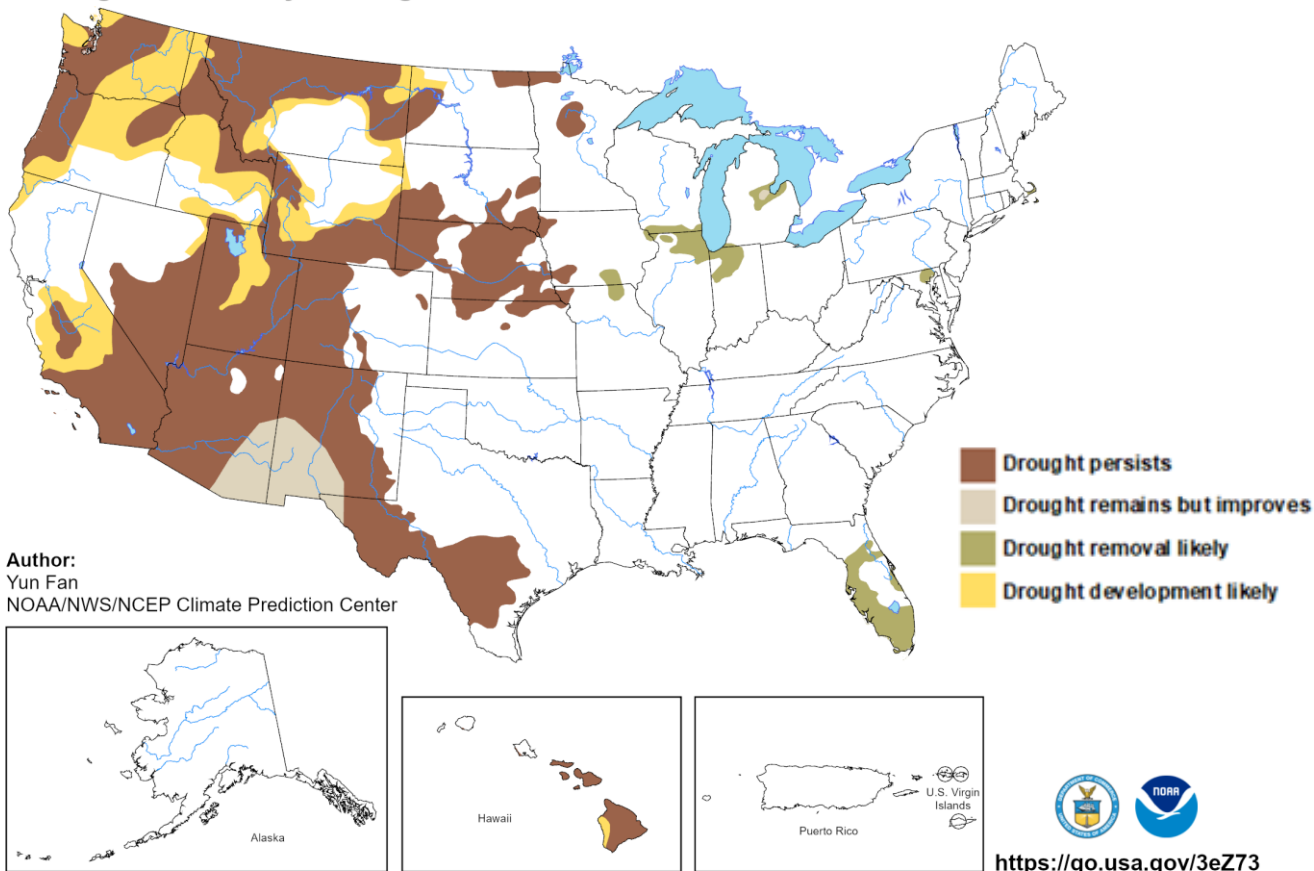 Drought persists
Drought remains but improves
Drought removal likely
Drought development likely
Author:
Yun Fan
NOAA/NWS/NCEP Climate Prediction Center
Alaska
Hawaii
Puerto Rico
U.S. Virgin
Islands
NOAA
https://go.usa.gov/3eZ73